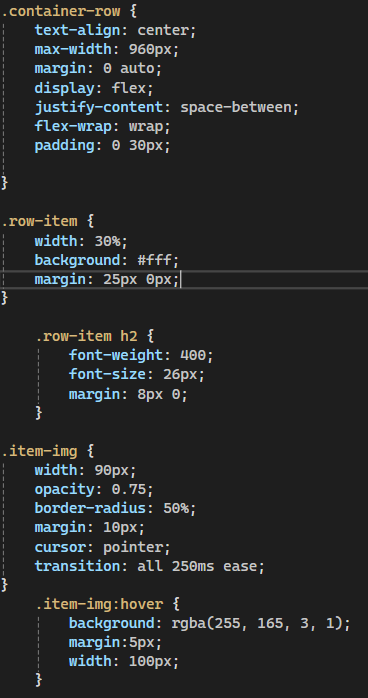 .container-row {
    text-align: center;
    max-width: 960px;
    margin: 0 auto;
    display: flex;
    justify-content: space-between;
    flex-wrap: wrap;
    padding: 0 30px;
}
.row-item {
    width: 30%;
    background: #fff;
    margin: 25px 0px;
}
    .row-item h2 {
        font-weight: 400;
        font-size: 26px;
        margin: 8px 0;
    }
.item-img {
    width: 90px;
    opacity: 0.75;
    border-radius: 50%;
    margin: 10px;
    cursor: pointer;
    transition: all 250ms ease;
}
    .item-img:hover {
        background: rgba(255, 165, 3, 1);
        margin:5px;
        width: 100px;
    }